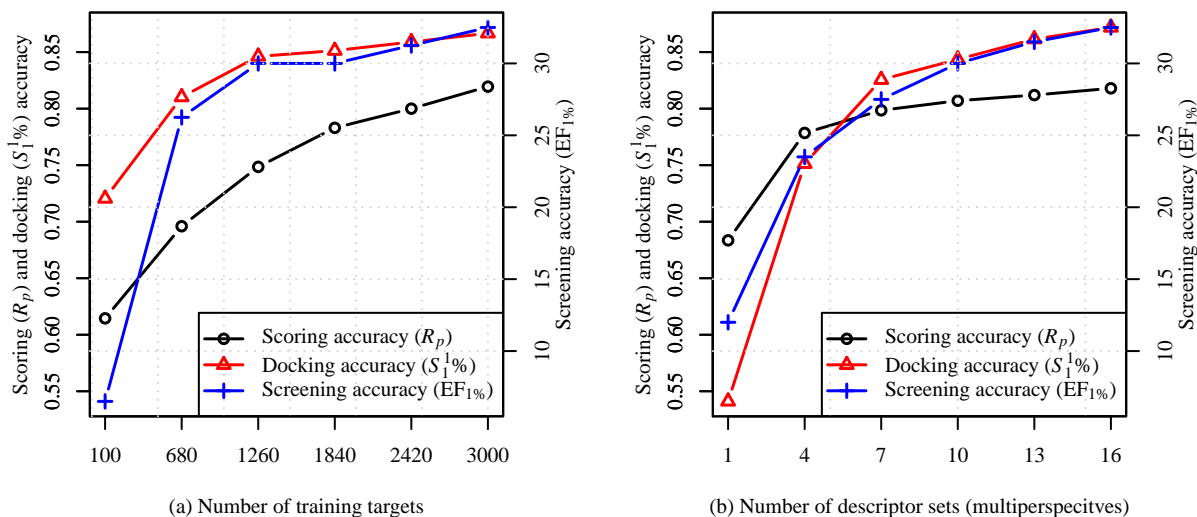 Scoring (Rp) and docking (S₁¹%) accuracy
0.85
0.80
0.75
0.70
0.65
0.60
0.55
30
25
20
15
10
Screening accuracy (EF1%)
Scoring accuracy (Rp)
Docking accuracy (S₁¹%)
Screening accuracy (EF1%)
100 680 1260 1840 2420 3000
(a) Number of training targets
Scoring (Rp) and docking (S₁¹%) accuracy
0.85
0.80
0.75
0.70
0.65
0.60
0.55
30
25
20
15
10
Screening accuracy (EF1%)
Scoring accuracy (Rp)
Docking accuracy (S₁¹%)
Screening accuracy (EF1%)
1 4 7 10 13 16
(b) Number of descriptor sets (multiperspecitves)